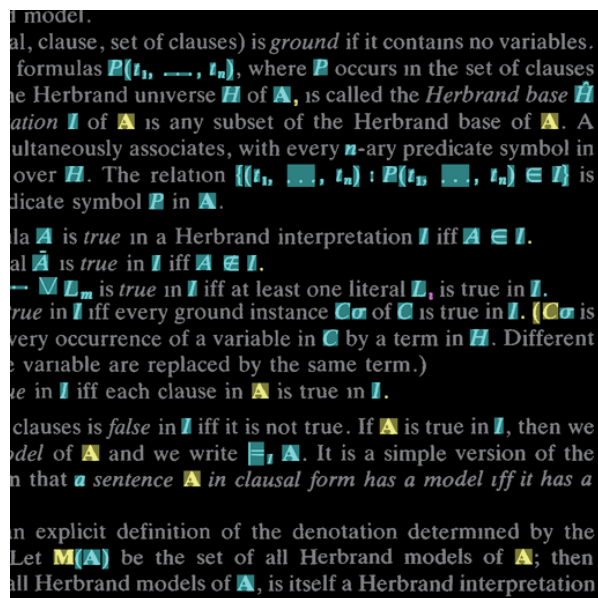 d model.
al, clause, set of clauses) is ground if it contains no variables.
formulas P(t₁, ..., tₙ), where P occurs in the set of clauses
e Herbrand universe H of A, is called the Herbrand base Ĥ
ation I of A is any subset of the Herbrand base of A. A
ultaneously associates, with every n-ary predicate symbol in
over H. The relation {(t₁, ..., tₙ) : P(t₁, ..., tₙ) ∈ I} is
dicate symbol P in A.
la A is true in a Herbrand interpretation I iff A ∈ I.
al Ā is true in I iff A ∉ I.
∨ Lₘ is true in I iff at least one literal Lᵢ is true in I.
rue in I iff every ground instance Cσ of C is true in I. (Cσ is
very occurrence of a variable in C by a term in H. Different
e variable are replaced by the same term.)
ue in I iff each clause in A is true in I.
clauses is false in I iff it is not true. If A is true in I, then we
odel of A and we write ⊨ᵢ A. It is a simple version of the
n that a sentence A in clausal form has a model iff it has a
n explicit definition of the denotation determined by the
Let M(A) be the set of all Herbrand models of A; then
all Herbrand models of A, is itself a Herbrand interpretation